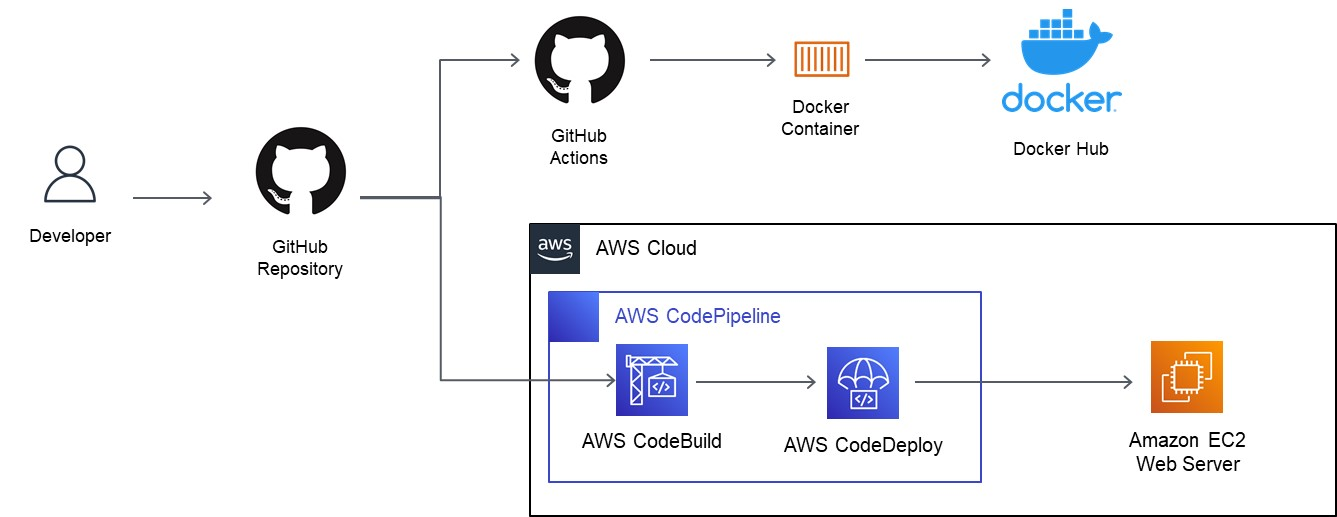 GitHub
Actions
Docker
Container
docker
Docker Hub
Developer
GitHub
Repository
aws
AWS Cloud
AWS CodePipeline
</>
</>
AWS CodeBuild
AWS CodeDeploy
Amazon EC2
Web Server